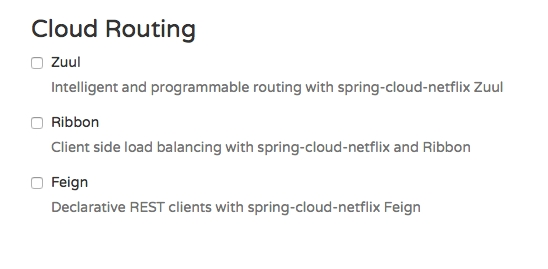 Cloud Routing
Zuul
Intelligent and programmable routing with spring-cloud-netflix Zuul
Ribbon
Client side load balancing with spring-cloud-netflix and Ribbon
Feign
Declarative REST clients with spring-cloud-netflix Feign